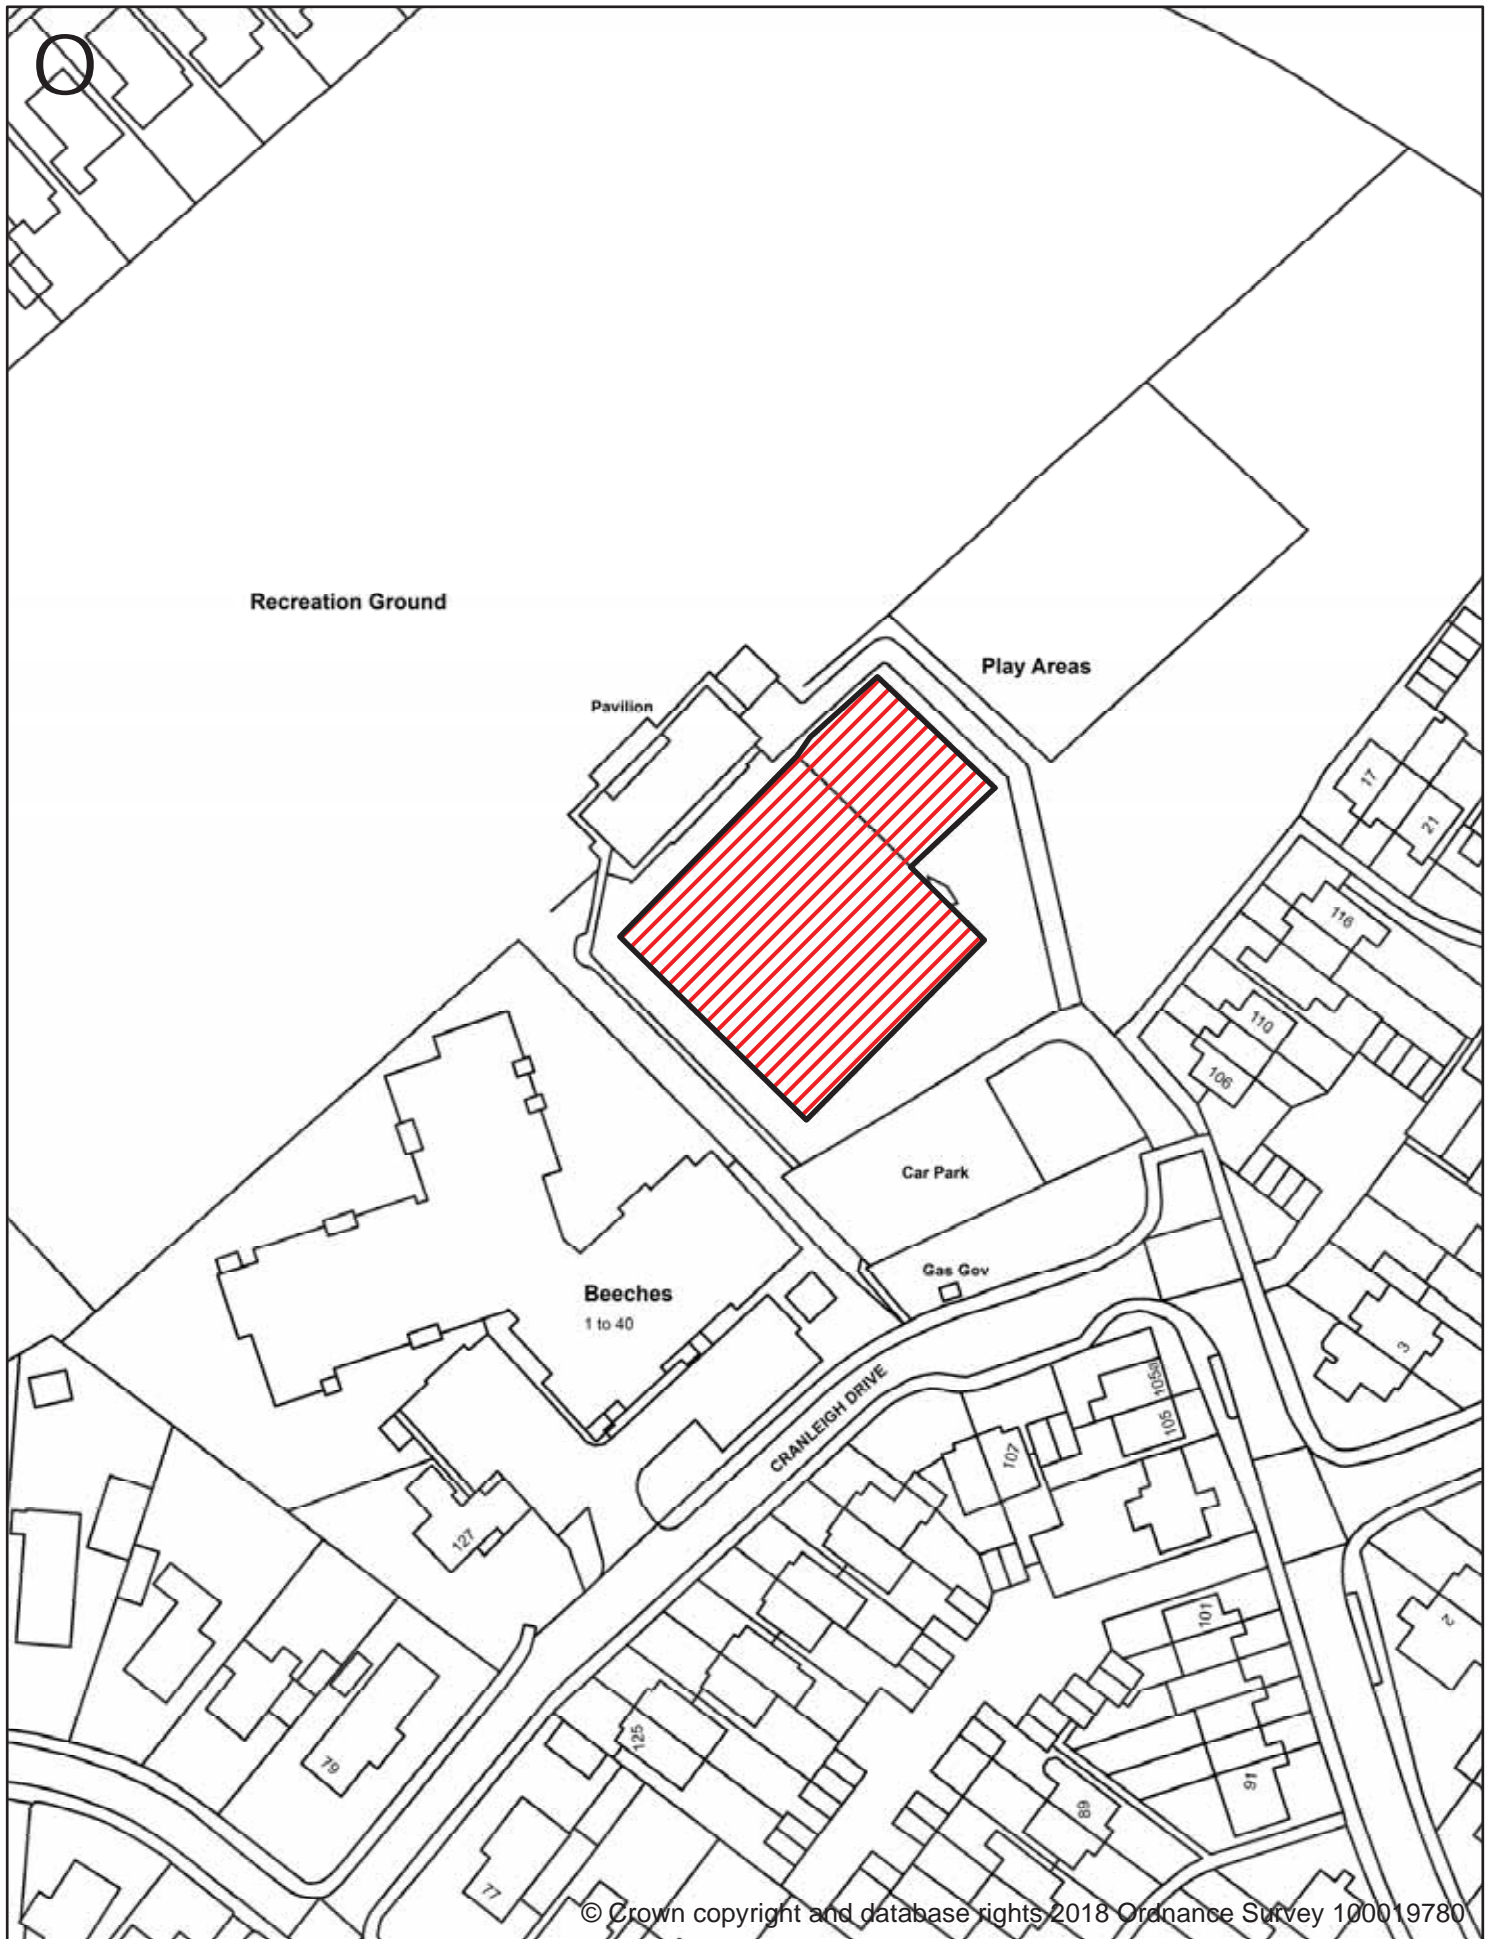 O
Recreation Ground
Play Areas
Pavilion
17
21
116
110
106
Car Park
Gas Gov
Beeches
1 to 40
3
CRANLEIGH DRIVE
105a
105
107
127
101
2
125
79
91
89
77
© Crown copyright and database rights 2018 Ordnance Survey 100019780